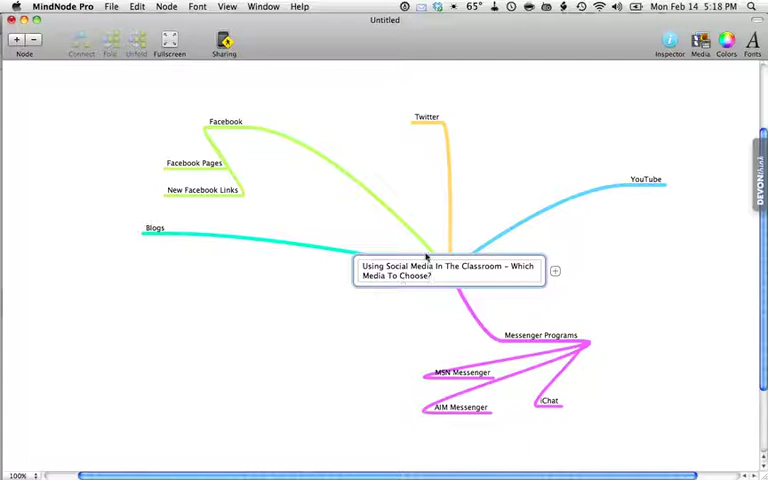 MindNode Pro File Edit Node Font View Window Help 65° Mon Feb 14 5:18 PM
Untitled
Node Connect Fold Unfold Fullscreen Sharing Inspector Media Colors Fonts
Twitter
Facebook
Facebook Pages
New Facebook Links
YouTube
Blogs
Using Social Media In The Classroom - Which
Media To Choose?
Messenger Programs
MSN Messenger
iChat
AIM Messenger
100%